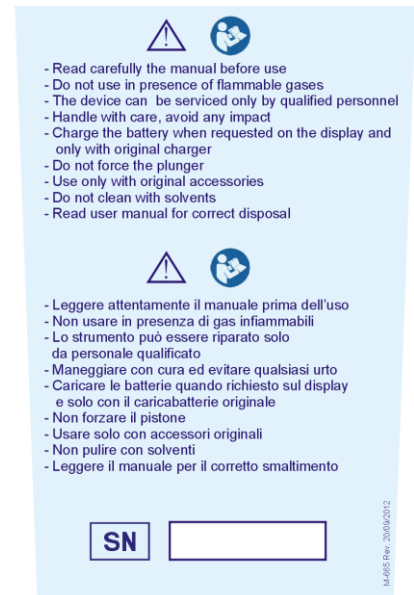 - Read carefully the manual before use
- Do not use in presence of flammable gases
- The device can be serviced only by qualified personnel
- Handle with care, avoid any impact
- Charge the battery when requested on the display and
only with original charger
- Do not force the plunger
- Use only with original accessories
- Do not clean with solvents
- Read user manual for correct disposal
- Leggere attentamente il manuale prima dell'uso
- Non usare in presenza di gas infiammabili
- Lo strumento può essere riparato solo
da personale qualificato
- Maneggiare con cura ed evitare qualsiasi urto
- Caricare le batterie quando richiesto sul display
e solo con il caricabatterie originale
- Non forzare il pistone
- Usare solo con accessori originali
- Non pulire con solventi
- Leggere il manuale per il corretto smaltimento
SN
M-665 Rev. 20/09/2012